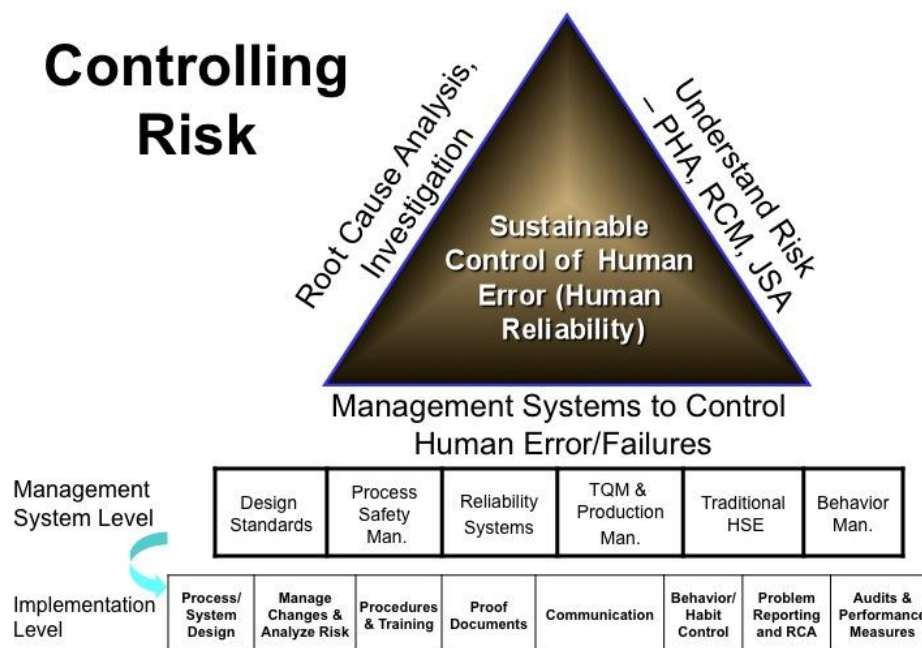 Controlling
Risk
Root Cause Analysis,
Investigation
Understand Risk
– PHA, RCM, JSA
Sustainable
Control of Human
Error (Human
Reliability)
Management Systems to Control
Human Error/Failures
Management
System Level
Design
Standards
Process
Safety
Man.
Reliability
Systems
TQM &
Production
Man.
Traditional
HSE
Behavior
Man.
Implementation
Level
Process/
System
Design
Manage
Changes &
Analyze Risk
Procedures
& Training
Proof
Documents
Communication
Behavior/
Habit
Control
Problem
Reporting
and RCA
Audits &
Performance
Measures